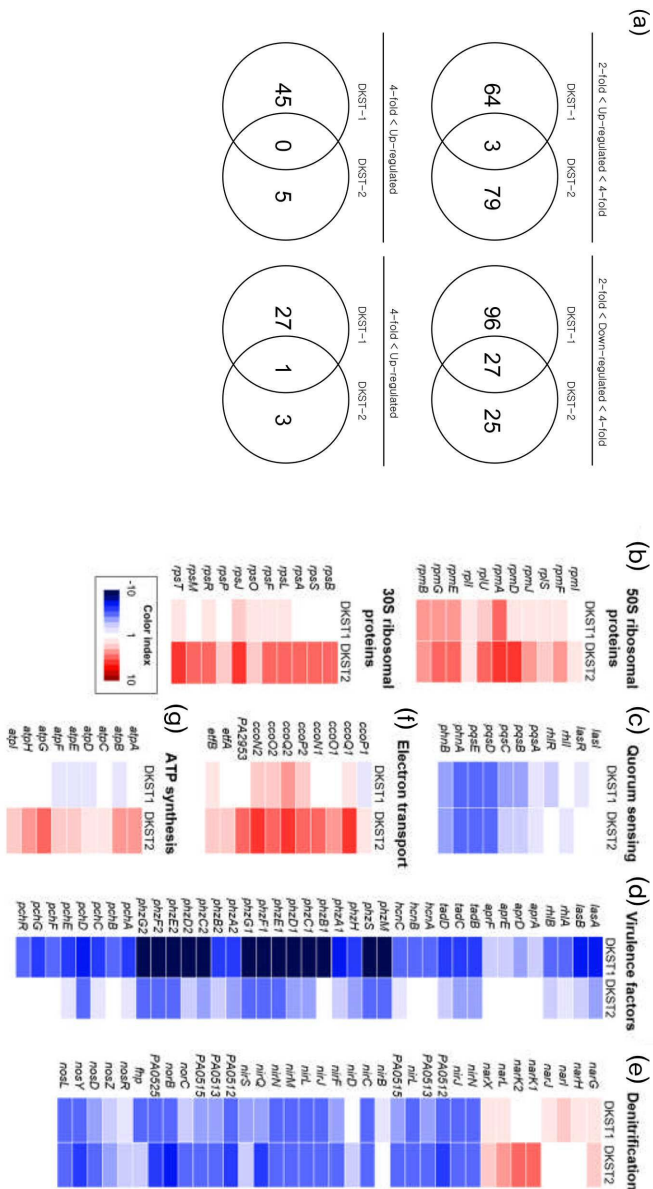 (a)
2-fold < Up-regulated < 4-fold
DKST-1 DKST-2
64 3 79
2-fold < Down-regulated < 4-fold
DKST-1 DKST-2
96 27 25
4-fold < Up-regulated
DKST-1 DKST-2
45 0 5
4-fold < Up-regulated
DKST-1 DKST-2
27 1 3
(b)
50S ribosomal
proteins
DKST1 DKST2
rpmI
rpmF
rplS
rpmJ
rpmD
rpmA
rplU
rplI
rpmE
rpmG
rpmB
30S ribosomal
proteins
DKST1 DKST2
rpsB
rpsS
rpsA
rpsL
rpsF
rpsO
rpsJ
rpsP
rpsR
rpsM
rpsT
Color index
-10 1 10
(c)
Quorum sensing
DKST1 DKST2
lasI
lasR
rhlI
rhlR
pqsA
pqsB
pqsC
pqsD
pqsE
phnA
phnB
(f)
Electron transport
DKST1 DKST2
ccoP1
ccoQ1
ccoO1
ccoN1
ccoP2
ccoQ2
ccoO2
ccoN2
PA2953
etfA
etfB
(g)
ATP synthesis
DKST1 DKST2
atpA
atpB
atpC
atpD
atpE
atpF
atpG
atpH
atpI
(d)
Virulence factors
DKST1 DKST2
lasA
lasB
rhlA
rhlB
aprA
aprD
aprE
aprF
tadB
tadC
tadD
hcnA
hcnB
hcnC
phzM
phzS
phzH
phzA1
phzB1
phzC1
phzD1
phzE1
phzF1
phzG1
phzA2
phzB2
phzC2
phzD2
phzE2
phzF2
phzG2
pchA
pchB
pchC
pchD
pchE
pchF
pchG
pchR
(e)
Denitrification
DKST1 DKST2
narG
narH
narI
narJ
narK1
narK2
narL
narX
nirN
nirJ
PA0512
PA0513
nirL
PA0515
nirB
nirC
nirD
nirF
nirJ
nirL
nirM
nirN
nirQ
nirS
PA0512
PA0513
PA0515
norC
norB
PA0525
fhp
nosR
nosZ
nosD
nosY
nosL